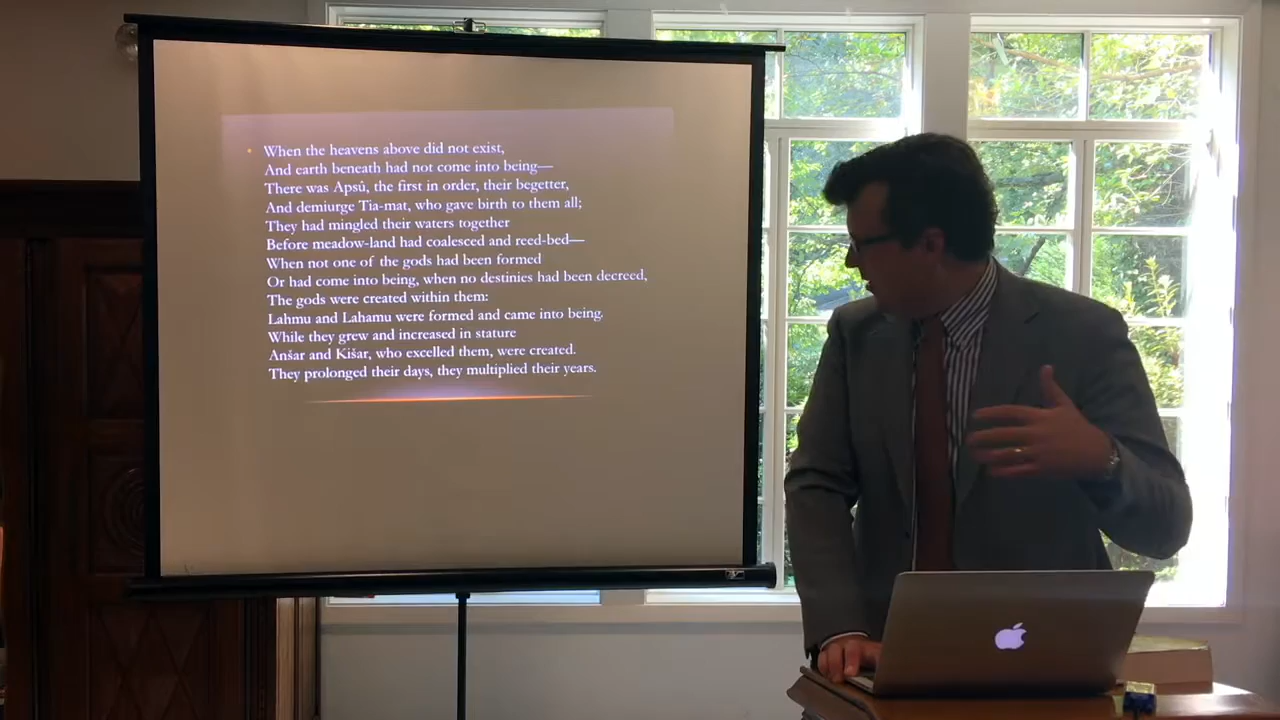 When the heavens above did not exist,
And earth beneath had not come into being—
There was Apsû, the first in order, their begetter,
And demiurge Tia-mat, who gave birth to them all;
They had mingled their waters together
Before meadow-land had coalesced and reed-bed—
When not one of the gods had been formed
Or had come into being, when no destinies had been decreed,
The gods were created within them:
Lahmu and Lahamu were formed and came into being.
While they grew and increased in stature
Anšar and Kišar, who excelled them, were created.
They prolonged their days, they multiplied their years.